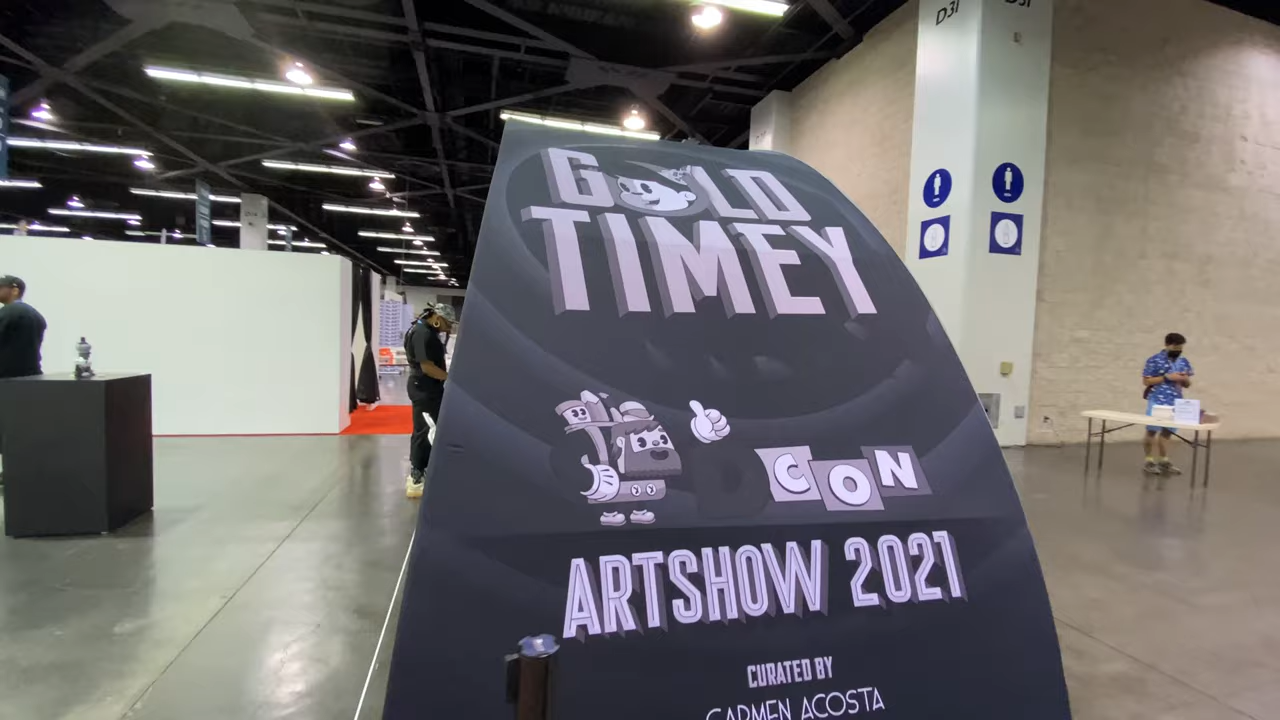 D31
GOLD
TIMEY
D CON
ARTSHOW 2021
CURATED BY
CARMEN ACOSTA